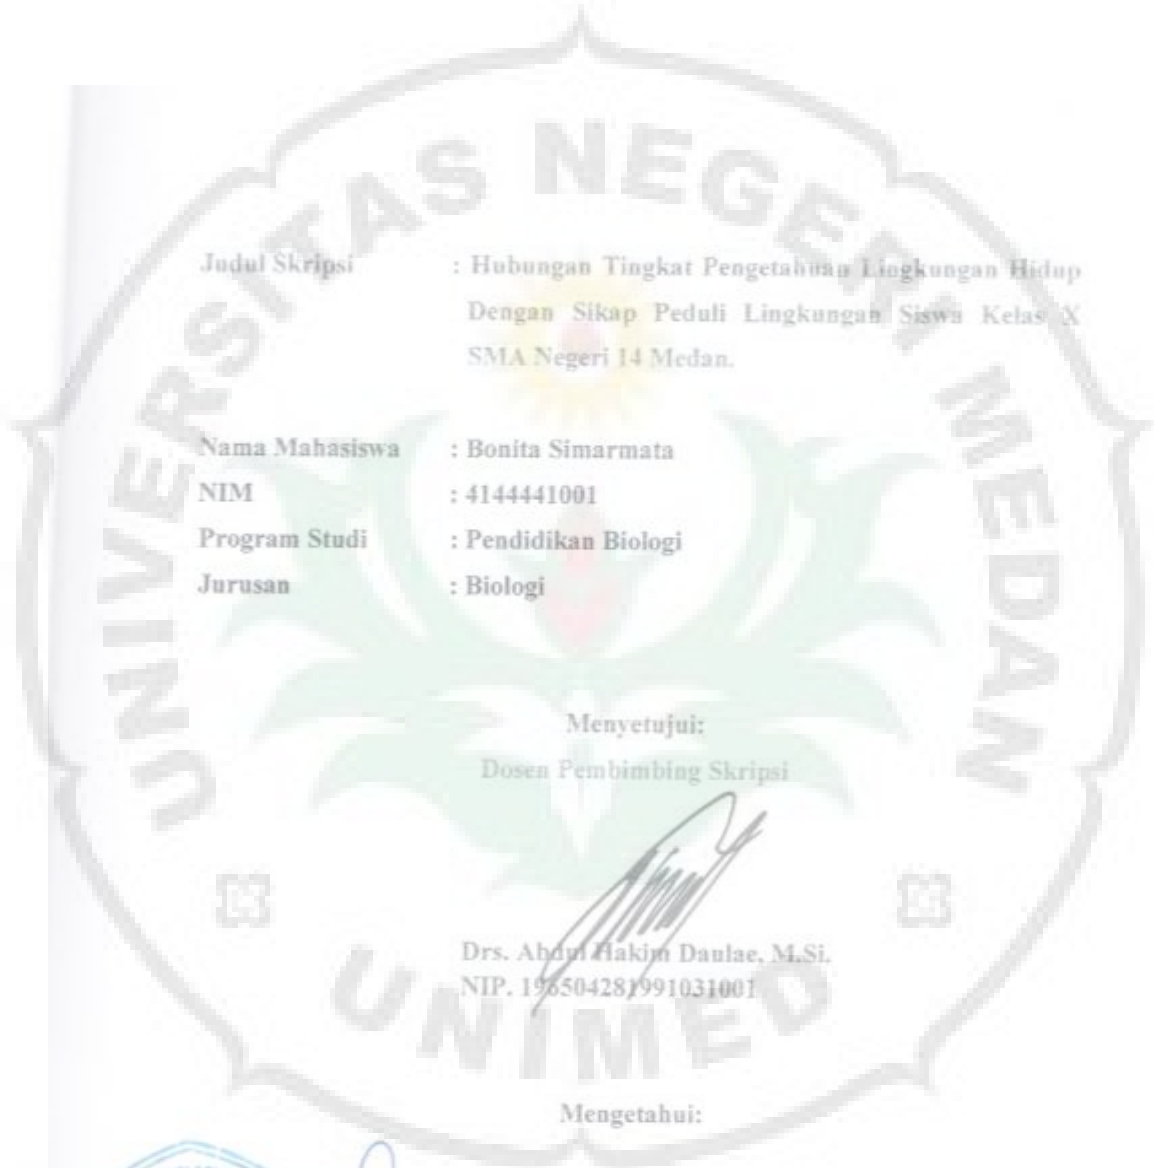 UNIVERSITAS NEGERI MEDAN
Judul Skripsi : Hubungan Tingkat Pengetahuan Lingkungan Hidup
Dengan Sikap Peduli Lingkungan Siswa Kelas X
SMA Negeri 14 Medan.
Nama Mahasiswa : Bonita Simarmata
NIM : 4144441001
Program Studi : Pendidikan Biologi
Jurusan : Biologi
Menyetujui:
Dosen Pembimbing Skripsi
Drs. Abdul Hakim Daulae, M.Si.
NIP. 196504281991031001
UNIMED
Mengetahui: